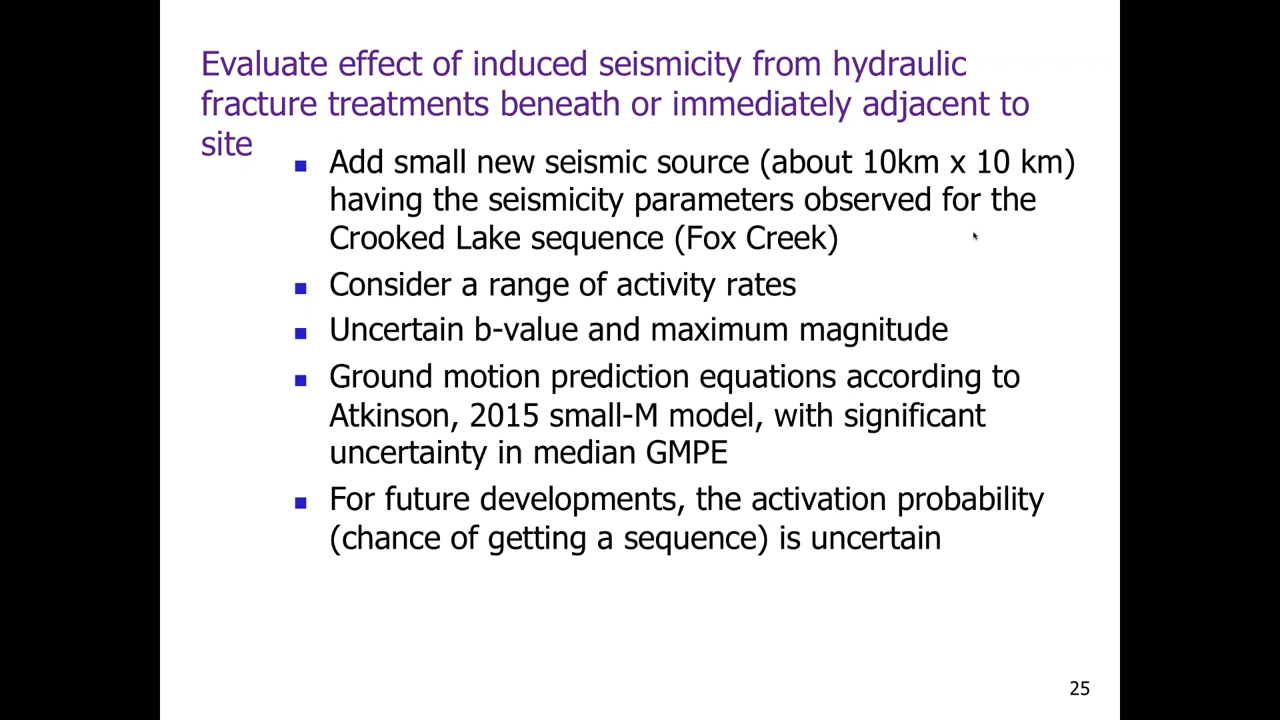 Evaluate effect of induced seismicity from hydraulic
fracture treatments beneath or immediately adjacent to
site
Add small new seismic source (about 10km x 10 km)
having the seismicity parameters observed for the
Crooked Lake sequence (Fox Creek)
Consider a range of activity rates
Uncertain b-value and maximum magnitude
Ground motion prediction equations according to
Atkinson, 2015 small-M model, with significant
uncertainty in median GMPE
For future developments, the activation probability
(chance of getting a sequence) is uncertain
25